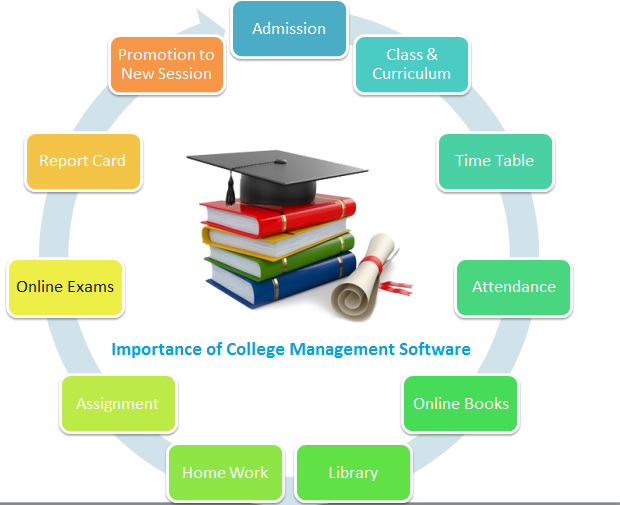 Admission
Class &
Curriculum
Time Table
Attendance
Online Books
Library
Home Work
Assignment
Online Exams
Report Card
Promotion to
New Session
Importance of College Management Software